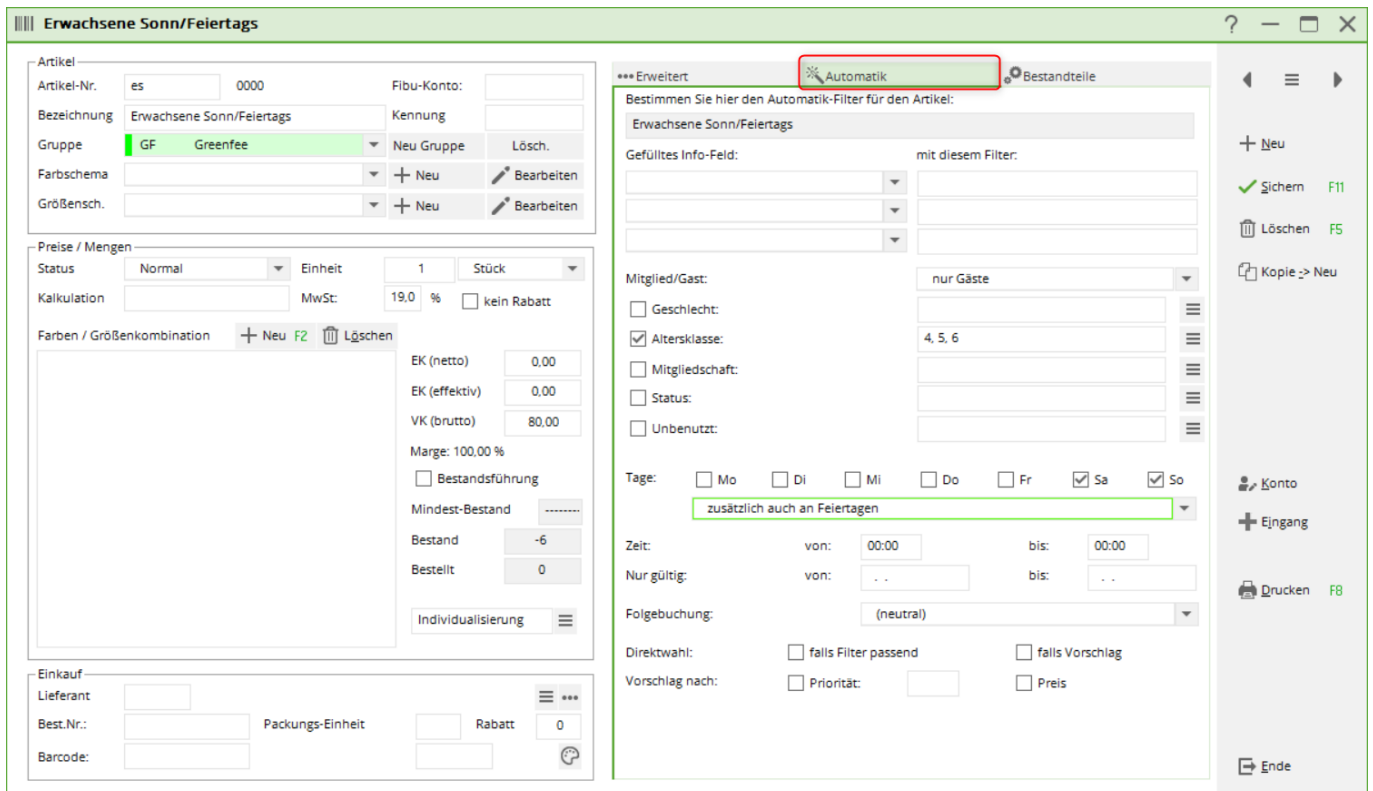 Erwachsene Sonn/Feiertags
Artikel
Artikel-Nr. es 0000 Fibu-Konto:
Bezeichnung Erwachsene Sonn/Feiertags Kennung
Gruppe GF Greenfee Neu Gruppe Lösch.
Farbschema Neu Bearbeiten
Größensch. Neu Bearbeiten
Preise / Mengen
Status Normal Einheit 1 Stück
Kalkulation MwSt: 19,0 % kein Rabatt
Farben / Größenkombination Neu F2 Löschen
EK (netto) 0,00
EK (effektiv) 0,00
VK (brutto) 80,00
Marge: 100,00 %
Bestandsführung
Mindest-Bestand --------
Bestand -6
Bestellt 0
Individualisierung
Einkauf
Lieferant
Best.Nr.: Packungs-Einheit Rabatt 0
Barcode:
Erweitert Automatik Bestandteile
Bestimmen Sie hier den Automatik-Filter für den Artikel:
Erwachsene Sonn/Feiertags
Gefülltes Info-Feld: mit diesem Filter:
Mitglied/Gast: nur Gäste
Geschlecht:
Altersklasse: 4, 5, 6
Mitgliedschaft:
Status:
Unbenutzt:
Tage: Mo Di Mi Do Fr Sa So
zusätzlich auch an Feiertagen
Zeit: von: 00:00 bis: 00:00
Nur gültig: von: . . bis: . .
Folgebuchung: (neutral)
Direktwahl: falls Filter passend falls Vorschlag
Vorschlag nach: Priorität: Preis
Neu
Sichern F11
Löschen F5
Kopie -> Neu
Konto
Eingang
Drucken F8
Ende